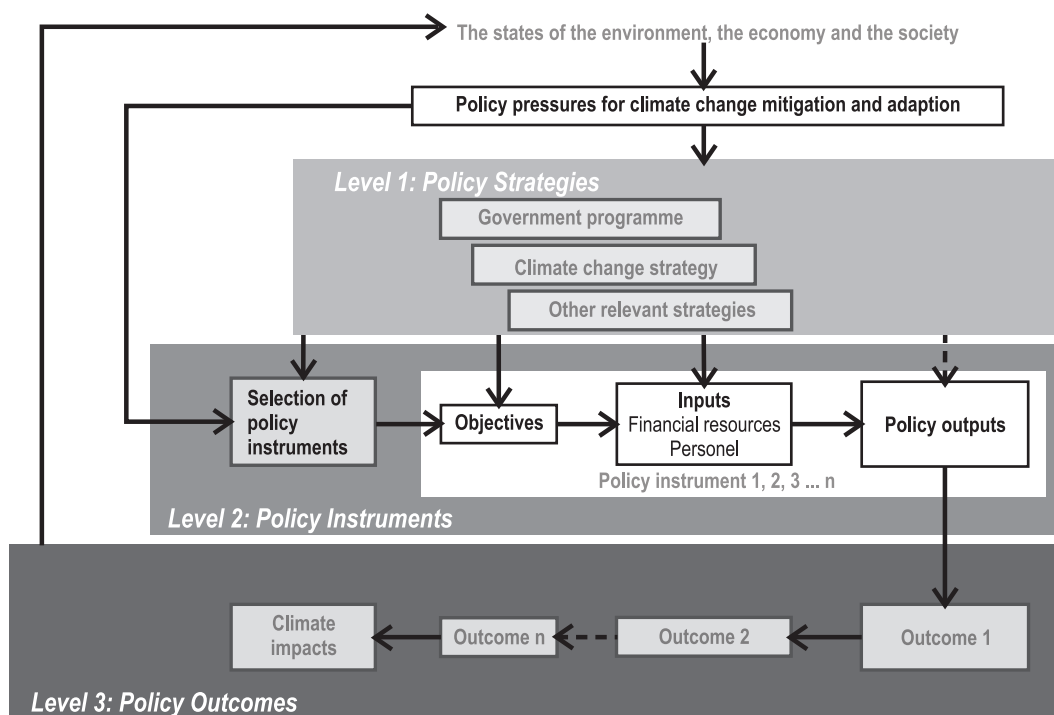 The states of the environment, the economy and the society
Policy pressures for climate change mitigation and adaption
Level 1: Policy Strategies
Government programme
Climate change strategy
Other relevant strategies
Selection of
policy
instruments
Objectives
Inputs
Financial resources
Personel
Policy outputs
Policy instrument 1, 2, 3 ... n
Level 2: Policy Instruments
Climate
impacts
Outcome n
Outcome 2
Outcome 1
Level 3: Policy Outcomes